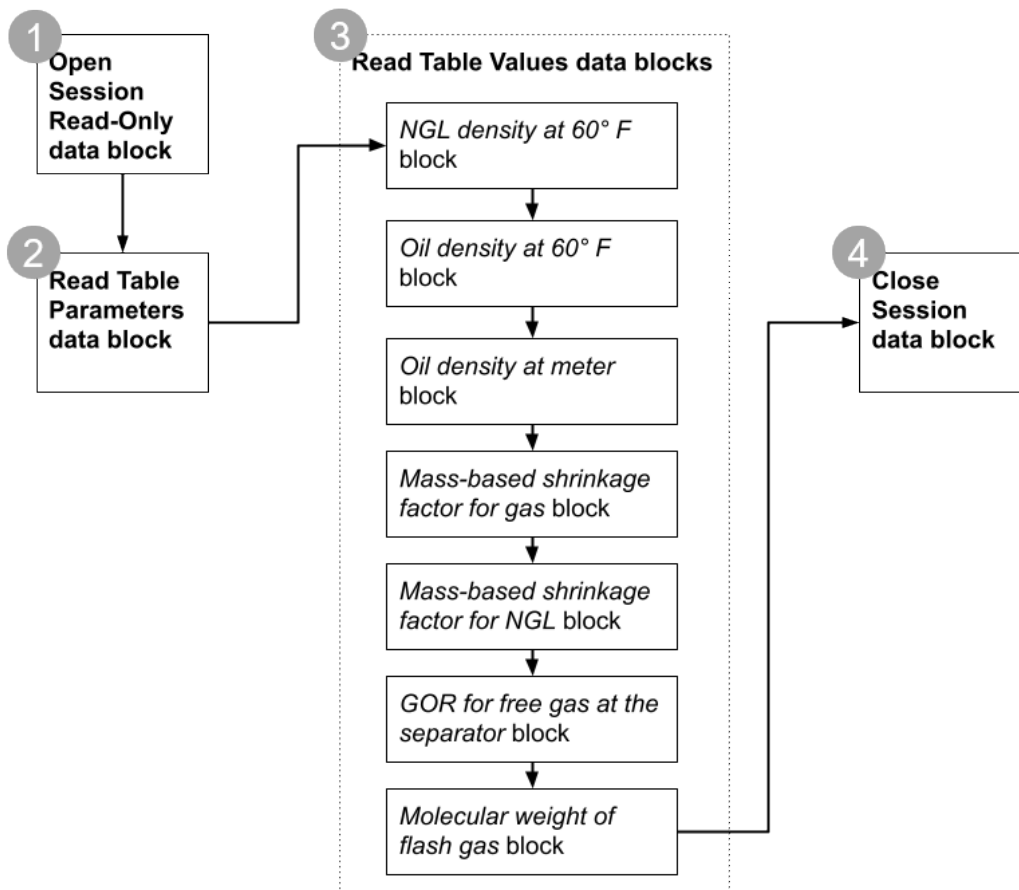 1
Open
Session
Read-Only
data block
2
Read Table
Parameters
data block
3
Read Table Values data blocks
NGL density at 60° F
block
Oil density at 60° F
block
Oil density at meter
block
Mass-based shrinkage
factor for gas block
Mass-based shrinkage
factor for NGL block
GOR for free gas at the
separator block
Molecular weight of
flash gas block
4
Close
Session
data block